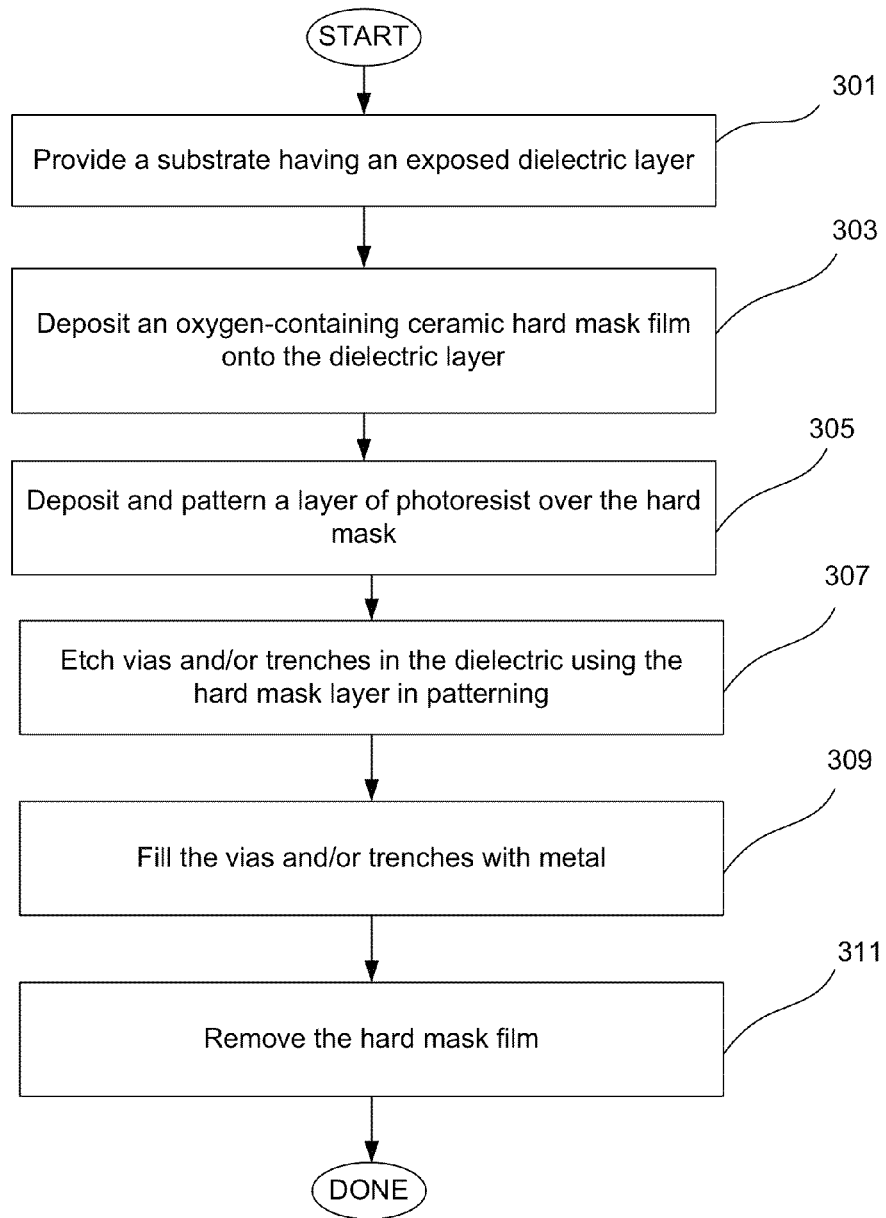 START
301
Provide a substrate having an exposed dielectric layer
303
Deposit an oxygen-containing ceramic hard mask film
onto the dielectric layer
305
Deposit and pattern a layer of photoresist over the hard
mask
307
Etch vias and/or trenches in the dielectric using the
hard mask layer in patterning
309
Fill the vias and/or trenches with metal
311
Remove the hard mask film
DONE